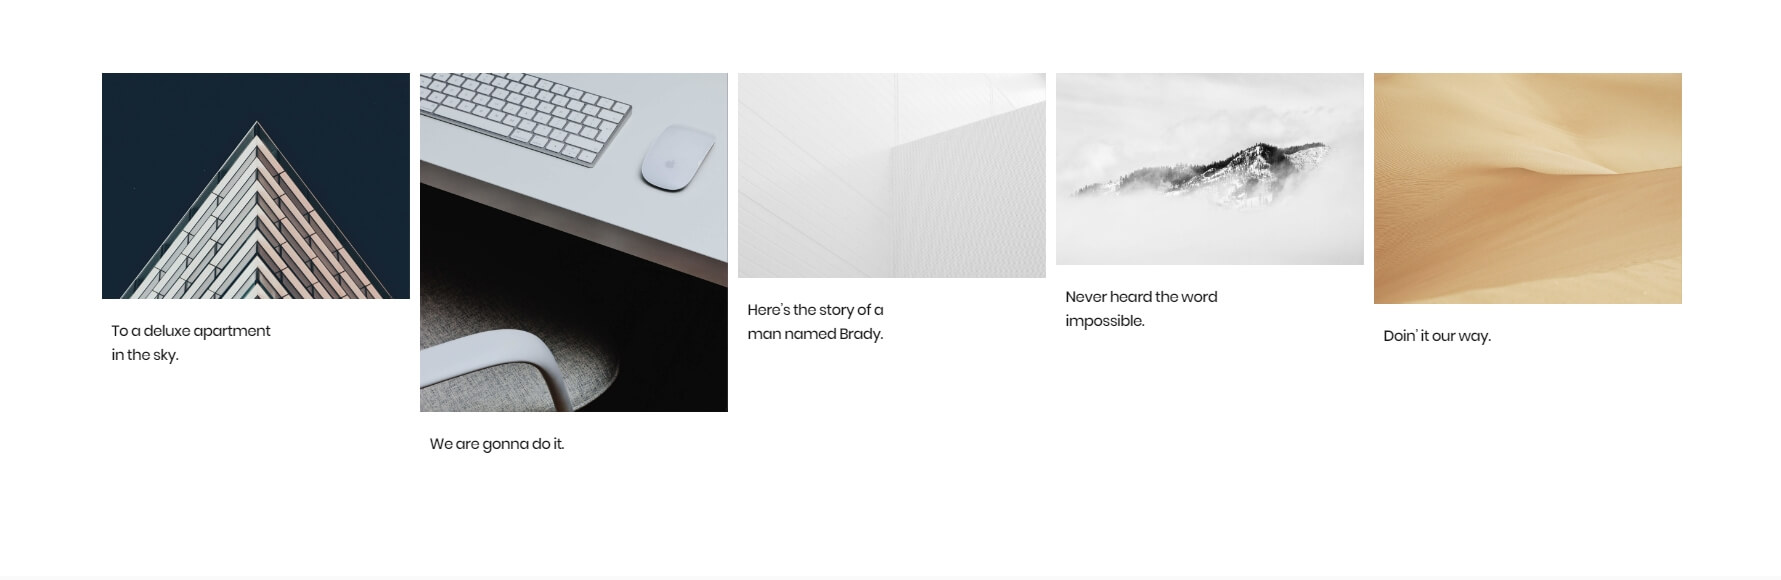 To a deluxe apartment
in the sky.
We are gonna do it.
Here's the story of a
man named Brady.
Never heard the word
impossible.
Doin' it our way.